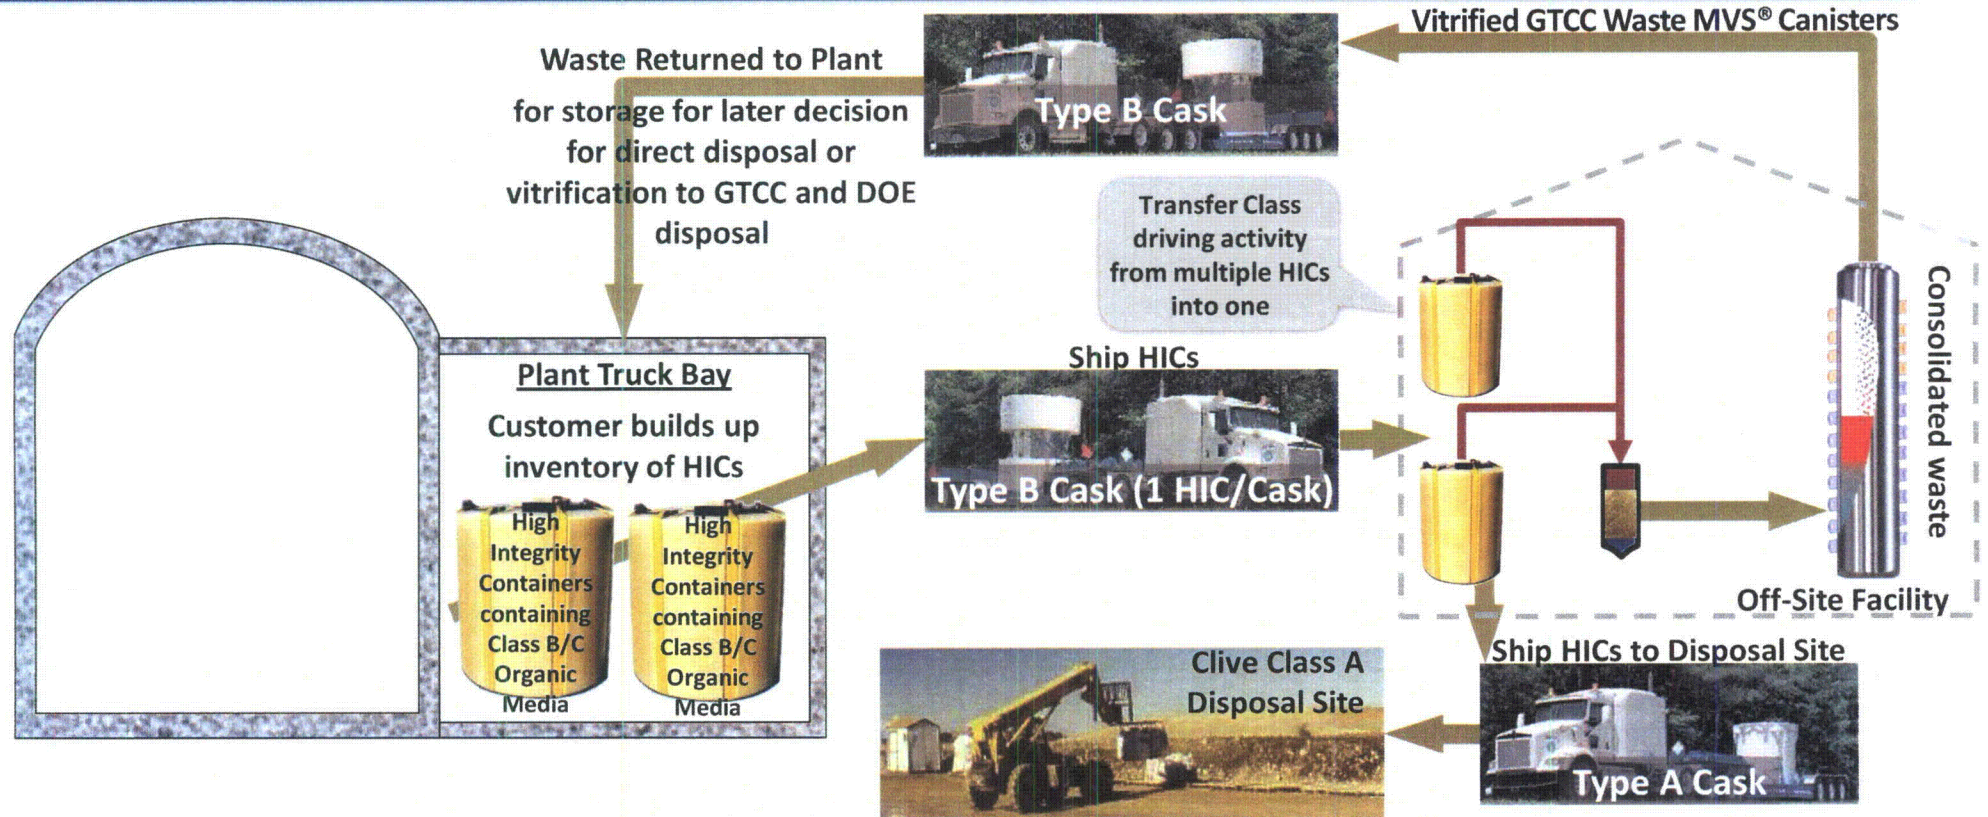 Vitrified GTCC Waste MVS® Canisters
Waste Returned to Plant
for storage for later decision
for direct disposal or
vitrification to GTCC and DOE
disposal
Type B Cask
Transfer Class
driving activity
from multiple HICs
into one
Consolidated waste
Plant Truck Bay
Customer builds up
inventory of HICs
High
Integrity
Containers
containing
Class B/C
Organic
Media
High
Integrity
Containers
containing
Class B/C
Organic
Media
Ship HICs
Type B Cask (1 HIC/Cask)
Off-Site Facility
Ship HICs to Disposal Site
Type A Cask
Clive Class A
Disposal Site